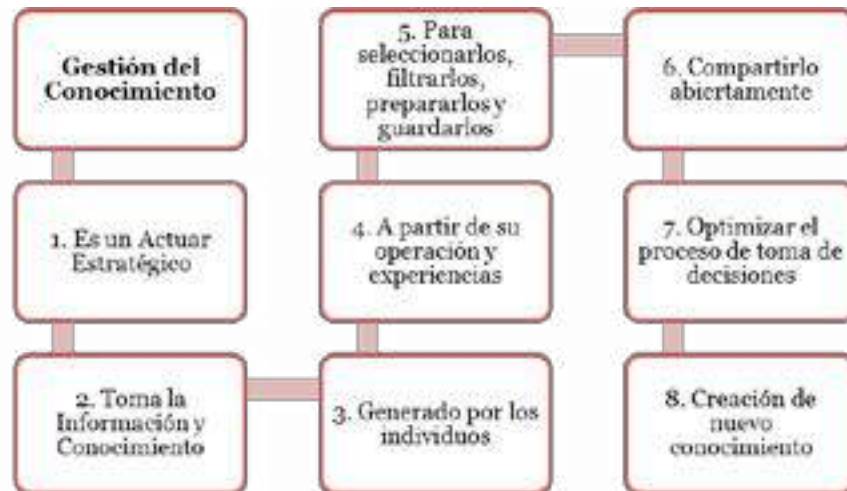 Gestión del
Conocimiento
1. Es un Actuar
Estratégico
2. Toma la
Información y
Conocimiento
3. Generado por los
individuos
4. A partir de su
operación y
experiencias
5. Para
seleccionarlos,
filtrarlos,
prepararlos y
guardarlos
6. Compartirlo
abiertamente
7. Optimizar el
proceso de toma de
decisiones
8. Creación de
nuevo
conocimiento